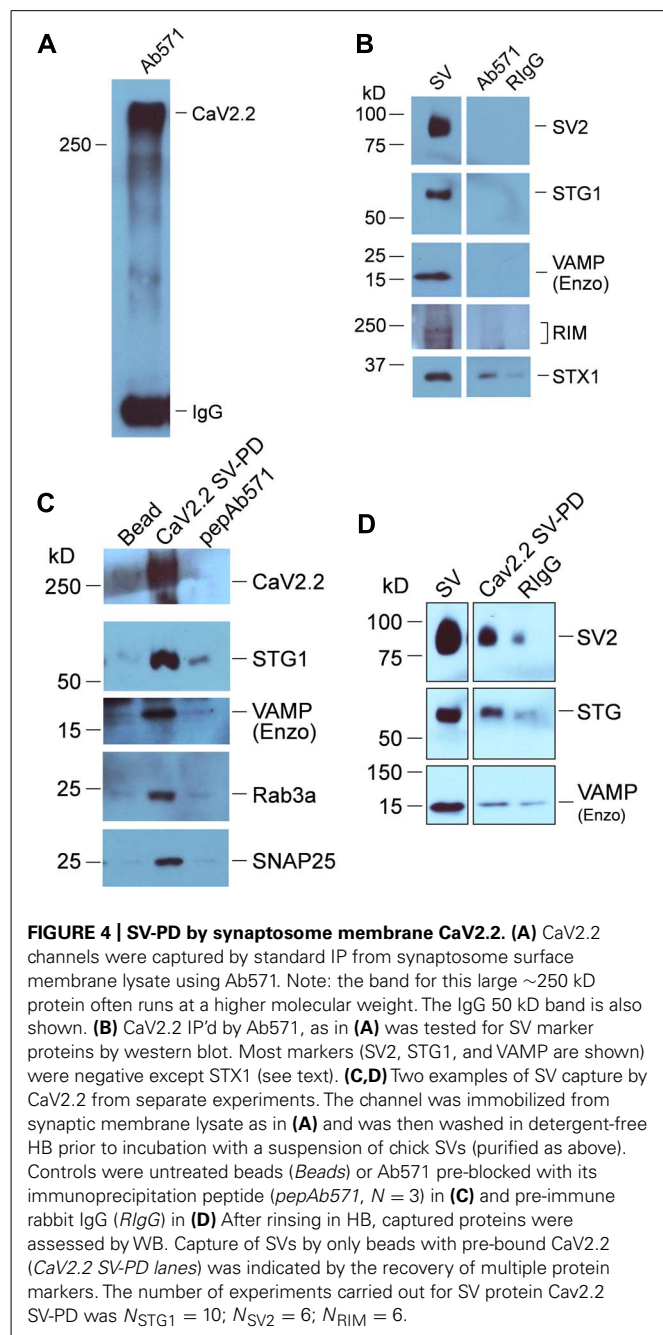 A
Ab571
CaV2.2
250
IgG
B
SV
Ab571
RIgG
kD
100
75
SV2
50
STG1
25
15
VAMP
(Enzo)
250
RIM
37
STX1
C
Bead
CaV2.2 SV-PD
pepAb571
kD
250
CaV2.2
STG1
50
VAMP
(Enzo)
15
25
Rab3a
25
SNAP25
D
SV
Cav2.2 SV-PD
RIgG
kD
100
75
SV2
STG
50
150
15
VAMP
(Enzo)
FIGURE 4 | SV-PD by synaptosome membrane CaV2.2. (A) CaV2.2
channels were captured by standard IP from synaptosome surface
membrane lysate using Ab571. Note: the band for this large ∼250 kD
protein often runs at a higher molecular weight. The IgG 50 kD band is also
shown. (B) CaV2.2 IP'd by Ab571, as in (A) was tested for SV marker
proteins by western blot. Most markers (SV2, STG1, and VAMP are shown)
were negative except STX1 (see text). (C,D) Two examples of SV capture by
CaV2.2 from separate experiments. The channel was immobilized from
synaptic membrane lysate as in (A) and was then washed in detergent-free
HB prior to incubation with a suspension of chick SVs (purified as above).
Controls were untreated beads (Beads) or Ab571 pre-blocked with its
immunoprecipitation peptide (pepAb571, N = 3) in (C) and pre-immune
rabbit IgG (RIgG) in (D) After rinsing in HB, captured proteins were
assessed by WB. Capture of SVs by only beads with pre-bound CaV2.2
(CaV2.2 SV-PD lanes) was indicated by the recovery of multiple protein
markers. The number of experiments carried out for SV protein Cav2.2
SV-PD was NSTG1 = 10; NSV2 = 6; NRIM = 6.